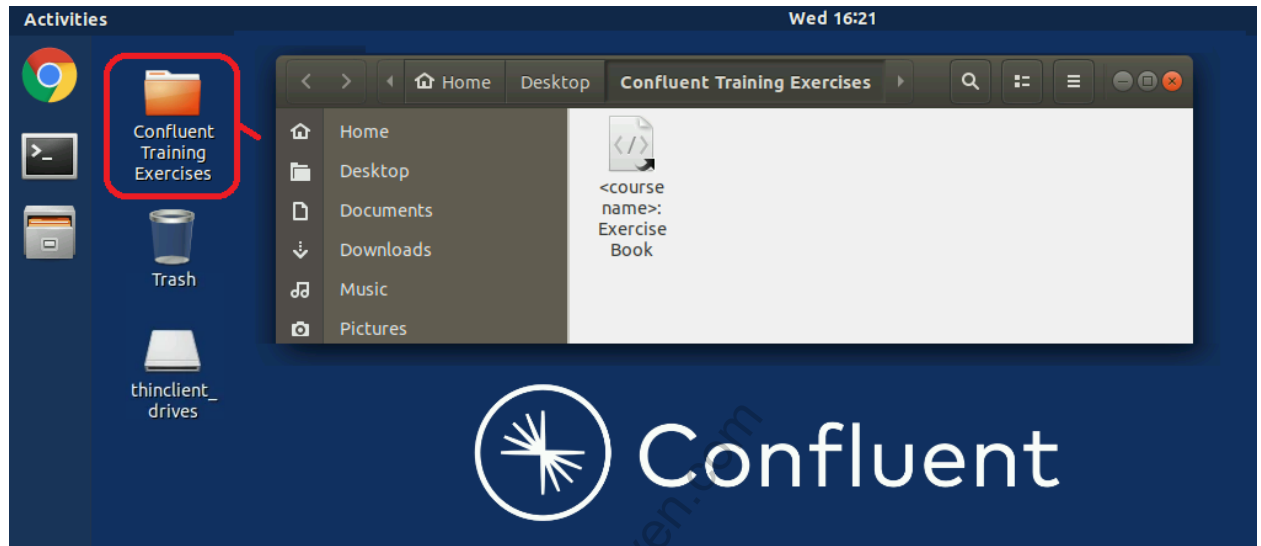 Activities
Wed 16:21
Confluent
Training
Exercises
Trash
thinclient_
drives
Home
Desktop
Confluent Training Exercises
Home
Desktop
Documents
Downloads
Music
Pictures
<course
name>:
Exercise
Book
Confluent